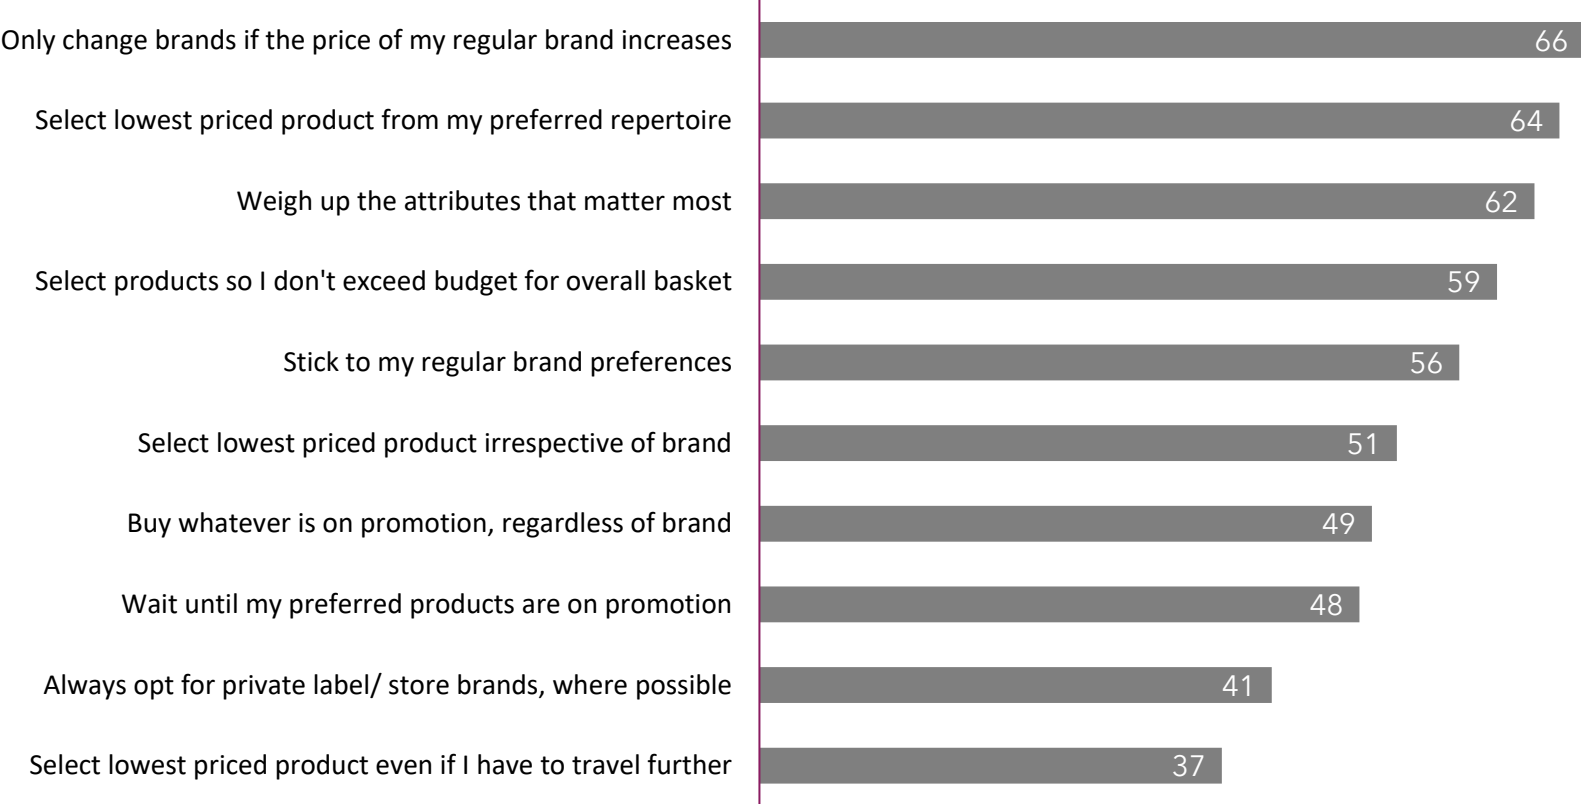 Only change brands if the price of my regular brand increases 66
Select lowest priced product from my preferred repertoire 64
Weigh up the attributes that matter most 62
Select products so I don't exceed budget for overall basket 59
Stick to my regular brand preferences 56
Select lowest priced product irrespective of brand 51
Buy whatever is on promotion, regardless of brand 49
Wait until my preferred products are on promotion 48
Always opt for private label/ store brands, where possible 41
Select lowest priced product even if I have to travel further 37